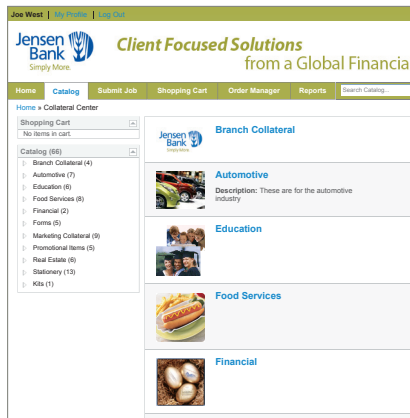 Joe West | My Profile | Log Out
Jensen Bank
Simply More.
Client Focused Solutions
from a Global Financia
Home Catalog Submit Job Shopping Cart Order Manager Reports Search Catalog...
Home » Collateral Center
Shopping Cart
No items in cart.
Catalog (66)
Branch Collateral (4)
Automotive (7)
Education (6)
Food Services (8)
Financial (2)
Forms (5)
Marketing Collateral (9)
Promotional Items (5)
Real Estate (6)
Stationery (13)
Kits (1)
Jensen Bank
Simply More.
Branch Collateral
Automotive
Description: These are for the automotive
industry
Education
Food Services
Financial